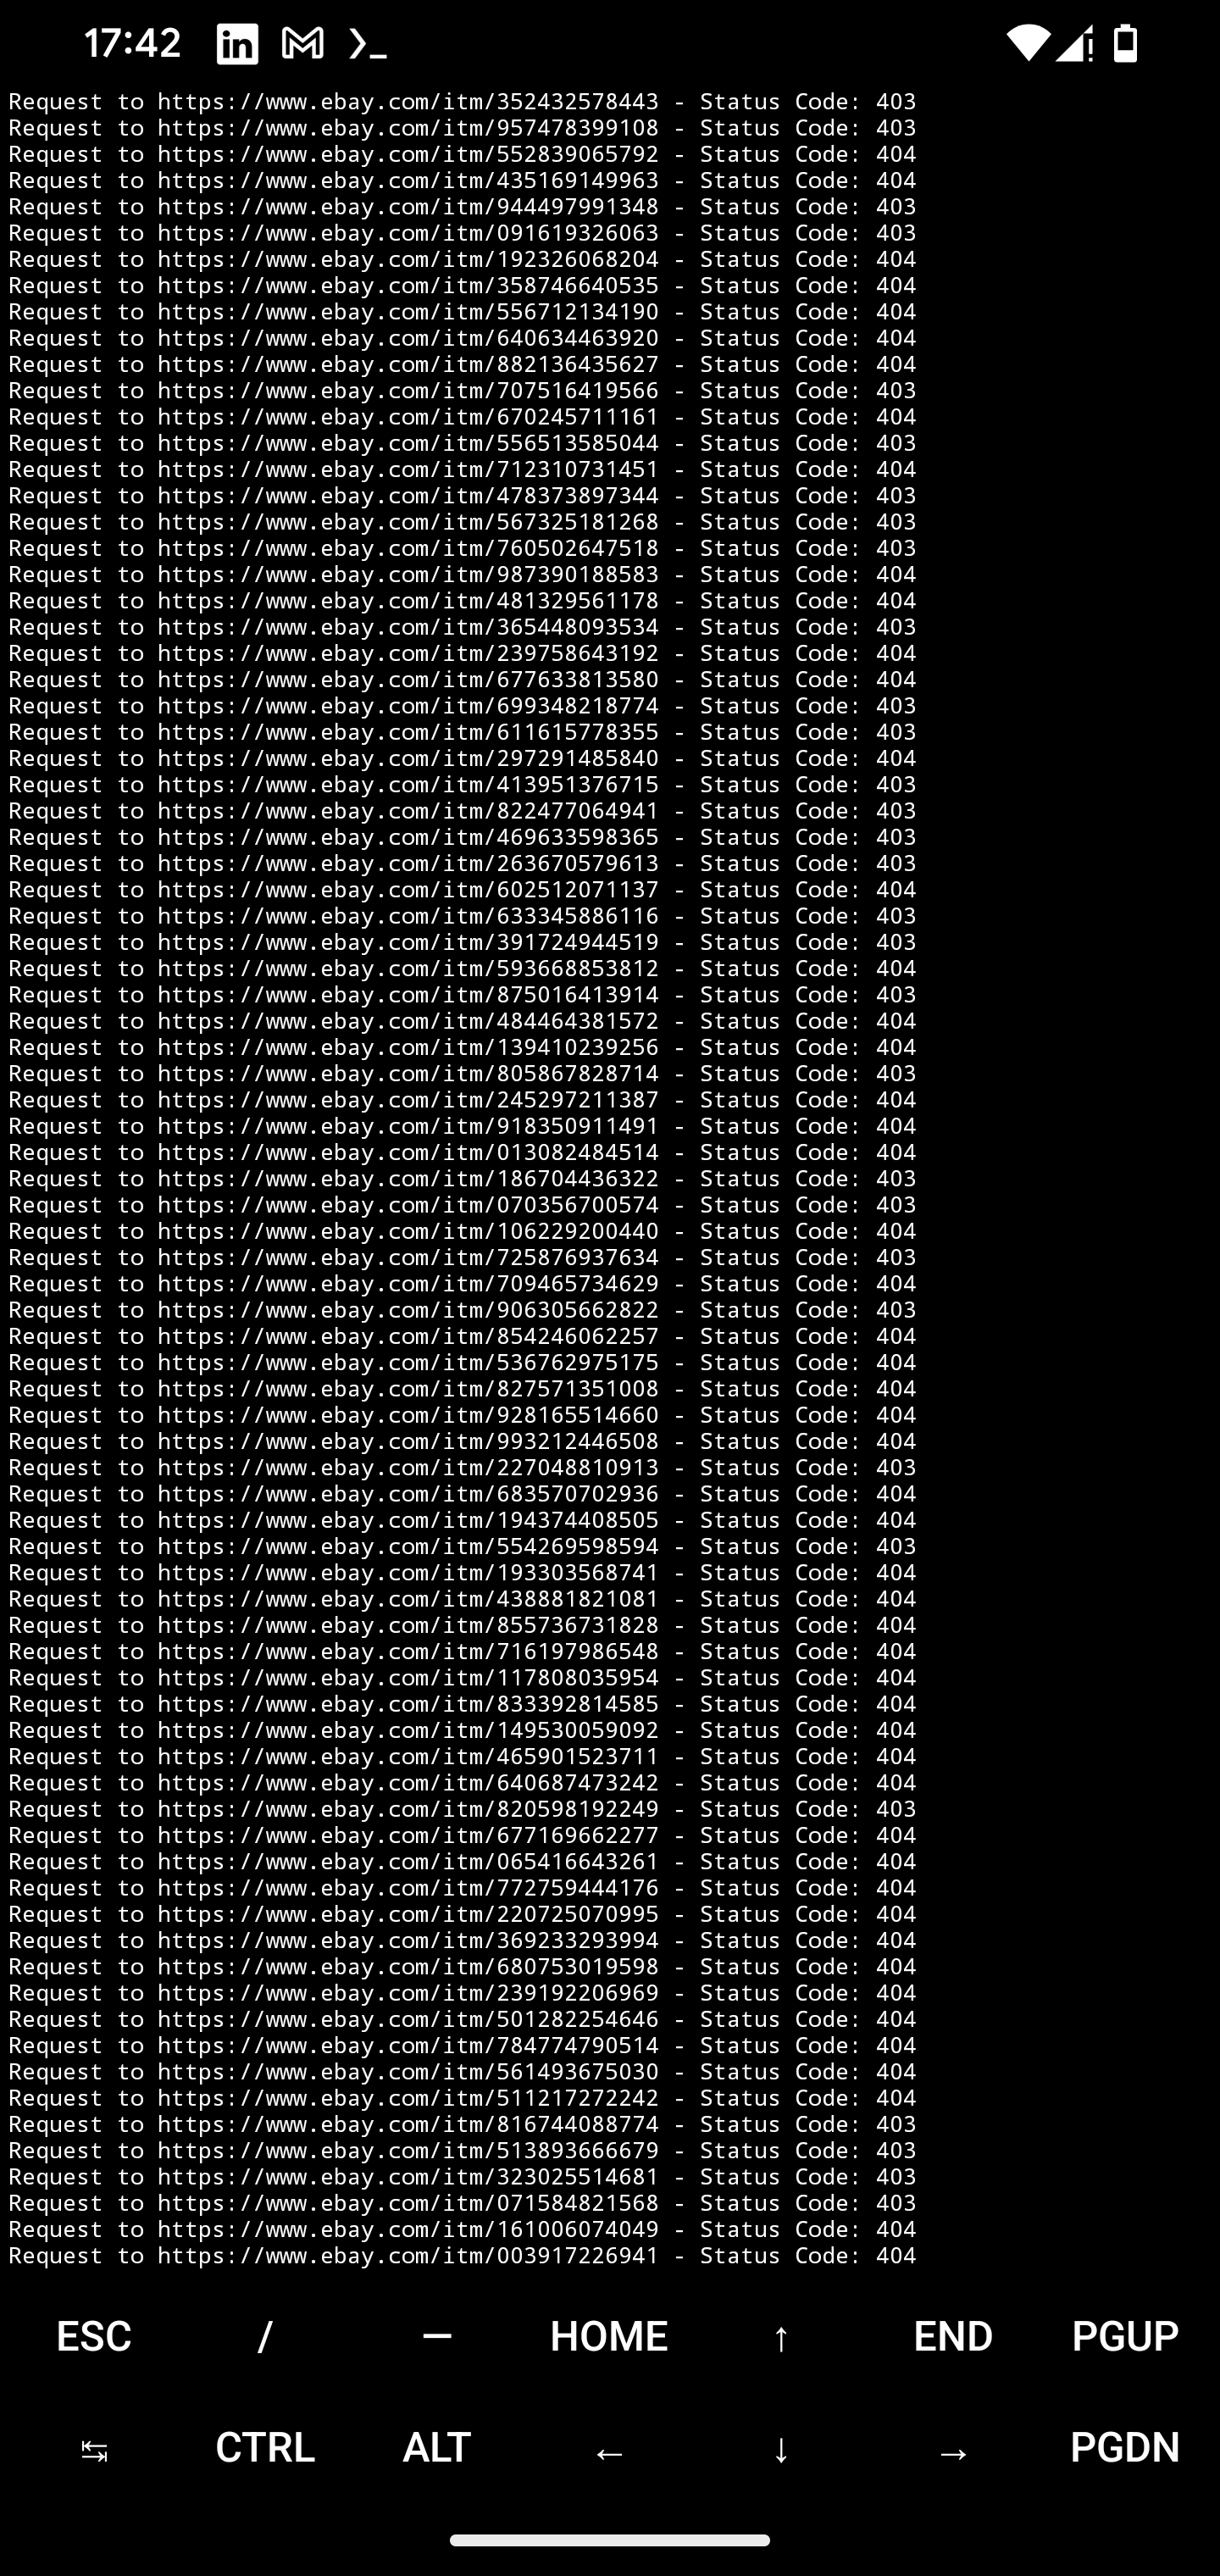 17:42
Request to https://www.ebay.com/itm/352432578443 - Status Code: 403
Request to https://www.ebay.com/itm/957478399108 - Status Code: 403
Request to https://www.ebay.com/itm/552839065792 - Status Code: 404
Request to https://www.ebay.com/itm/435169149963 - Status Code: 404
Request to https://www.ebay.com/itm/944497991348 - Status Code: 403
Request to https://www.ebay.com/itm/091619326063 - Status Code: 403
Request to https://www.ebay.com/itm/192326068204 - Status Code: 404
Request to https://www.ebay.com/itm/358746640535 - Status Code: 404
Request to https://www.ebay.com/itm/556712134190 - Status Code: 404
Request to https://www.ebay.com/itm/640634463920 - Status Code: 404
Request to https://www.ebay.com/itm/882136435627 - Status Code: 404
Request to https://www.ebay.com/itm/707516419566 - Status Code: 403
Request to https://www.ebay.com/itm/670245711161 - Status Code: 404
Request to https://www.ebay.com/itm/556513585044 - Status Code: 403
Request to https://www.ebay.com/itm/712310731451 - Status Code: 404
Request to https://www.ebay.com/itm/478373897344 - Status Code: 403
Request to https://www.ebay.com/itm/567325181268 - Status Code: 403
Request to https://www.ebay.com/itm/760502647518 - Status Code: 403
Request to https://www.ebay.com/itm/987390188583 - Status Code: 404
Request to https://www.ebay.com/itm/481329561178 - Status Code: 404
Request to https://www.ebay.com/itm/365448093534 - Status Code: 403
Request to https://www.ebay.com/itm/239758643192 - Status Code: 404
Request to https://www.ebay.com/itm/677633813580 - Status Code: 404
Request to https://www.ebay.com/itm/699348218774 - Status Code: 403
Request to https://www.ebay.com/itm/611615778355 - Status Code: 403
Request to https://www.ebay.com/itm/297291485840 - Status Code: 404
Request to https://www.ebay.com/itm/413951376715 - Status Code: 403
Request to https://www.ebay.com/itm/822477064941 - Status Code: 403
Request to https://www.ebay.com/itm/469633598365 - Status Code: 403
Request to https://www.ebay.com/itm/263670579613 - Status Code: 403
Request to https://www.ebay.com/itm/602512071137 - Status Code: 404
Request to https://www.ebay.com/itm/633345886116 - Status Code: 403
Request to https://www.ebay.com/itm/391724944519 - Status Code: 403
Request to https://www.ebay.com/itm/593668853812 - Status Code: 404
Request to https://www.ebay.com/itm/875016413914 - Status Code: 403
Request to https://www.ebay.com/itm/484464381572 - Status Code: 404
Request to https://www.ebay.com/itm/139410239256 - Status Code: 404
Request to https://www.ebay.com/itm/805867828714 - Status Code: 403
Request to https://www.ebay.com/itm/245297211387 - Status Code: 404
Request to https://www.ebay.com/itm/918350911491 - Status Code: 404
Request to https://www.ebay.com/itm/013082484514 - Status Code: 404
Request to https://www.ebay.com/itm/186704436322 - Status Code: 403
Request to https://www.ebay.com/itm/070356700574 - Status Code: 403
Request to https://www.ebay.com/itm/106229200440 - Status Code: 404
Request to https://www.ebay.com/itm/725876937634 - Status Code: 403
Request to https://www.ebay.com/itm/709465734629 - Status Code: 404
Request to https://www.ebay.com/itm/906305662822 - Status Code: 403
Request to https://www.ebay.com/itm/854246062257 - Status Code: 404
Request to https://www.ebay.com/itm/536762975175 - Status Code: 404
Request to https://www.ebay.com/itm/827571351008 - Status Code: 404
Request to https://www.ebay.com/itm/928165514660 - Status Code: 404
Request to https://www.ebay.com/itm/993212446508 - Status Code: 404
Request to https://www.ebay.com/itm/227048810913 - Status Code: 403
Request to https://www.ebay.com/itm/683570702936 - Status Code: 404
Request to https://www.ebay.com/itm/194374408505 - Status Code: 404
Request to https://www.ebay.com/itm/554269598594 - Status Code: 403
Request to https://www.ebay.com/itm/193303568741 - Status Code: 404
Request to https://www.ebay.com/itm/438881821081 - Status Code: 404
Request to https://www.ebay.com/itm/855736731828 - Status Code: 404
Request to https://www.ebay.com/itm/716197986548 - Status Code: 404
Request to https://www.ebay.com/itm/117808035954 - Status Code: 404
Request to https://www.ebay.com/itm/833392814585 - Status Code: 404
Request to https://www.ebay.com/itm/149530059092 - Status Code: 404
Request to https://www.ebay.com/itm/465901523711 - Status Code: 404
Request to https://www.ebay.com/itm/640687473242 - Status Code: 404
Request to https://www.ebay.com/itm/820598192249 - Status Code: 403
Request to https://www.ebay.com/itm/677169662277 - Status Code: 404
Request to https://www.ebay.com/itm/065416643261 - Status Code: 404
Request to https://www.ebay.com/itm/772759444176 - Status Code: 404
Request to https://www.ebay.com/itm/220725070995 - Status Code: 404
Request to https://www.ebay.com/itm/369233293994 - Status Code: 404
Request to https://www.ebay.com/itm/680753019598 - Status Code: 404
Request to https://www.ebay.com/itm/239192206969 - Status Code: 404
Request to https://www.ebay.com/itm/501282254646 - Status Code: 404
Request to https://www.ebay.com/itm/784774790514 - Status Code: 404
Request to https://www.ebay.com/itm/561493675030 - Status Code: 404
Request to https://www.ebay.com/itm/511217272242 - Status Code: 404
Request to https://www.ebay.com/itm/816744088774 - Status Code: 403
Request to https://www.ebay.com/itm/513893666679 - Status Code: 403
Request to https://www.ebay.com/itm/323025514681 - Status Code: 403
Request to https://www.ebay.com/itm/071584821568 - Status Code: 403
Request to https://www.ebay.com/itm/161006074049 - Status Code: 404
Request to https://www.ebay.com/itm/003917226941 - Status Code: 404
ESC / — HOME ↑ END PGUP
↹ CTRL ALT ← ↓ → PGDN